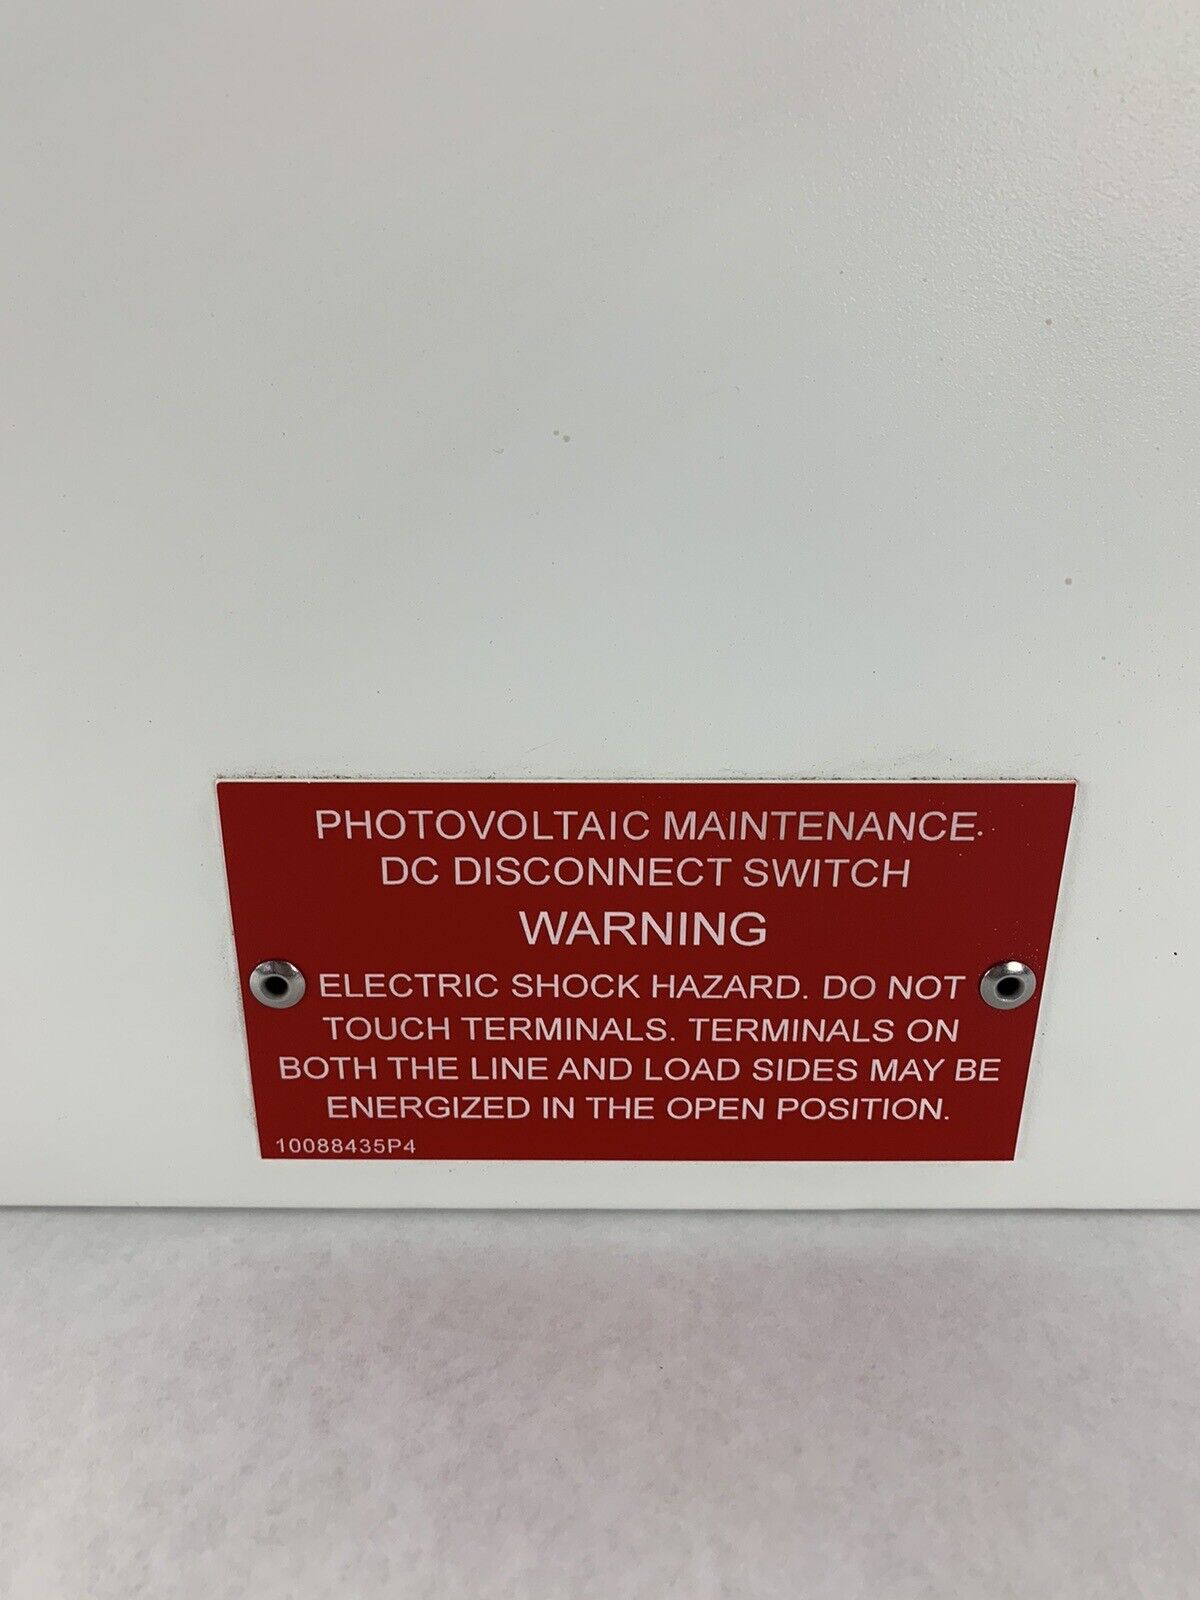 PHOTOVOLTAIC MAINTENANCE
DC DISCONNECT SWITCH
WARNING
ELECTRIC SHOCK HAZARD. DO NOT
TOUCH TERMINALS. TERMINALS ON
BOTH THE LINE AND LOAD SIDES MAY BE
ENERGIZED IN THE OPEN POSITION.
10088435P4